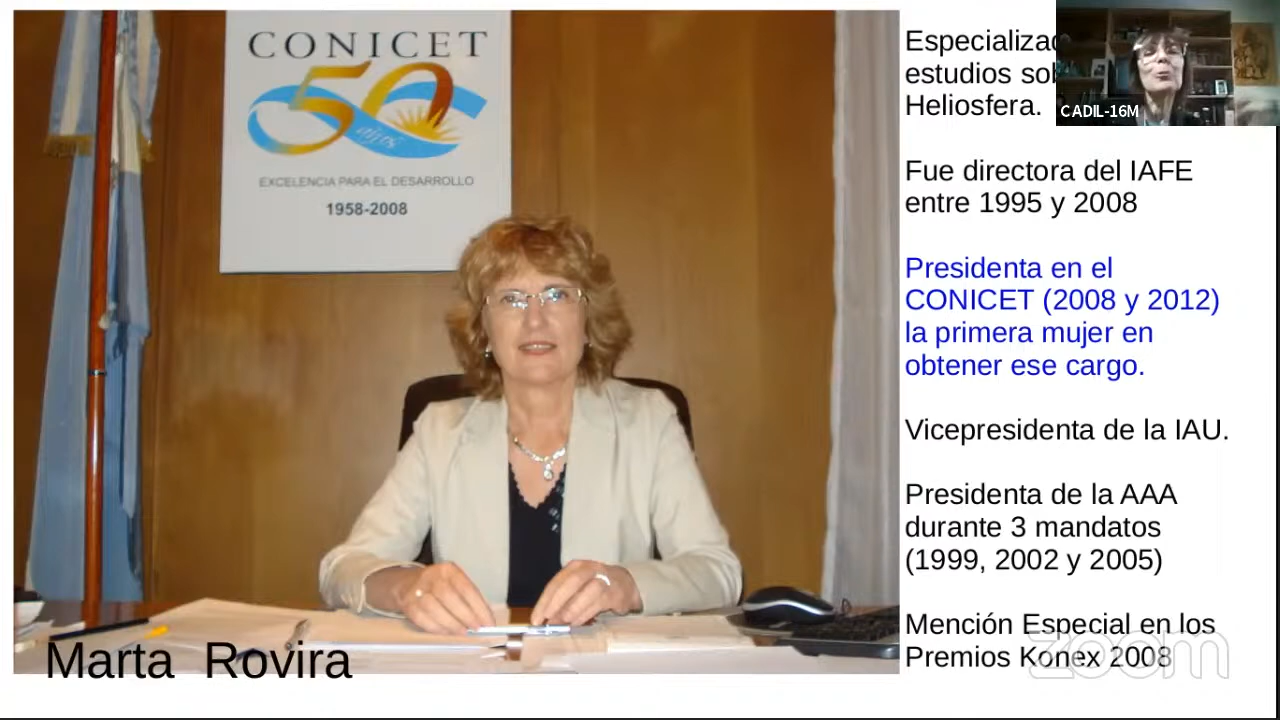 CONICET
50
años
EXCELENCIA PARA EL DESARROLLO
1958-2008
Marta Rovira
estudios
Heliosfera.
Fue directora del IAFE
entre 1995 y 2008
Presidenta en el
CONICET (2008 y 2012)
la primera mujer en
obtener ese cargo.
Vicepresidenta de la IAU.
Presidenta de la AAA
durante 3 mandatos
(1999, 2002 y 2005)
Mención Especial en los
Premios Konex 2008
CADIL-16M
zoom